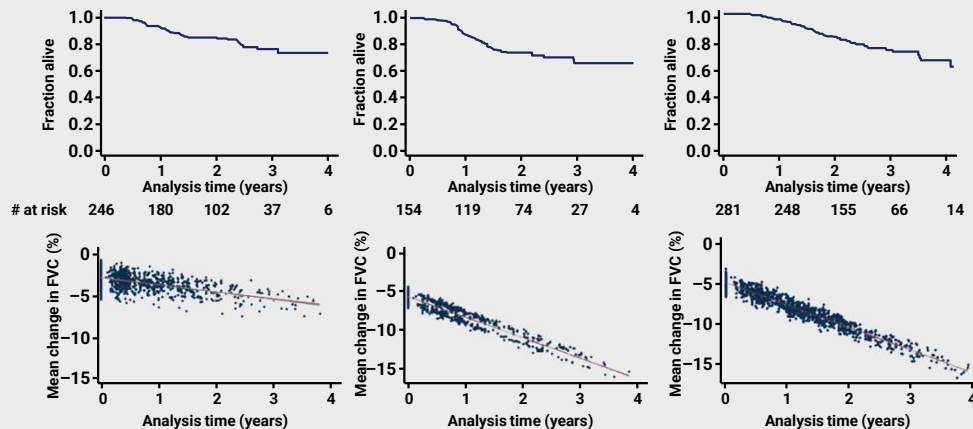 Fraction alive
1.0
0.8
0.6
0.4
0.2
0.0
0 1 2 3 4
Analysis time (years)
Fraction alive
1.0
0.8
0.6
0.4
0.2
0.0
0 1 2 3 4
Analysis time (years)
Fraction alive
1.0
0.8
0.6
0.4
0.2
0.0
0 1 2 3 4
Analysis time (years)
# at risk 246 180 102 37 6
154 119 74 27 4
281 248 155 66 14
Mean change in FVC (%)
0
−5
−10
−15
0 1 2 3 4
Analysis time (years)
Mean change in FVC (%)
0
−5
−10
−15
0 1 2 3 4
Analysis time (years)
Mean change in FVC (%)
0
−5
−10
−15
0 1 2 3 4
Analysis time (years)